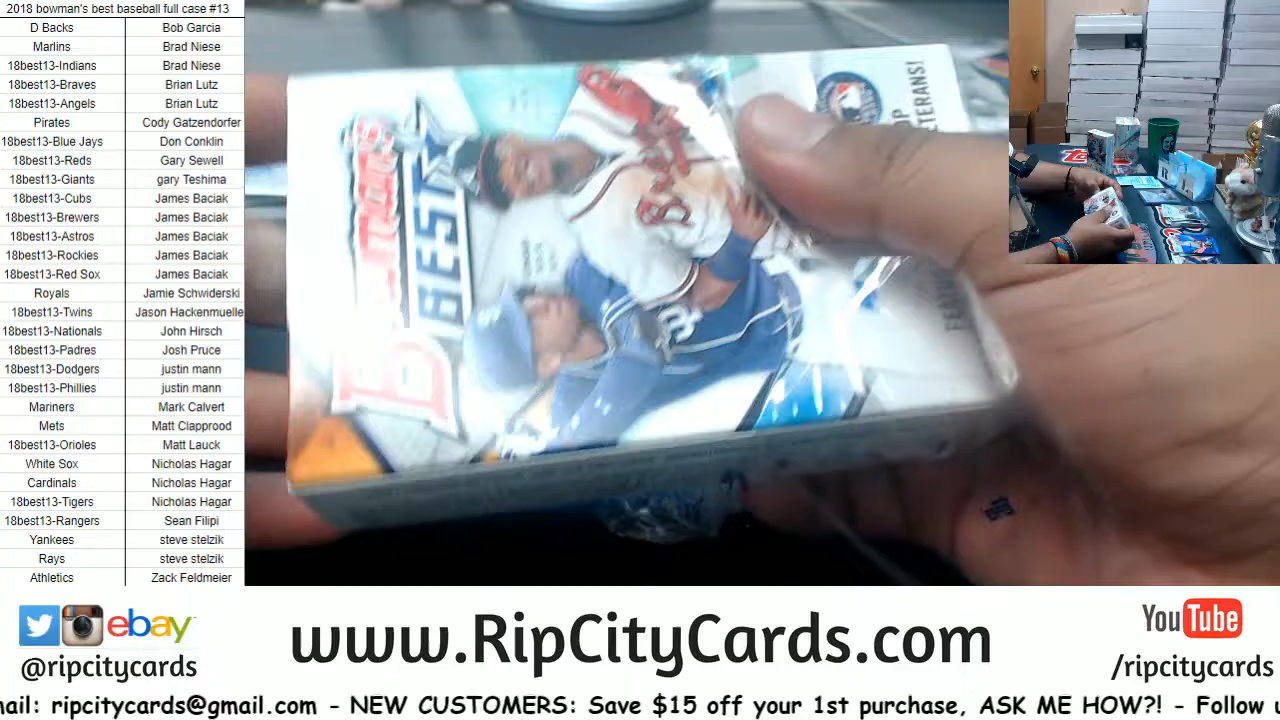 2018 bowman's best baseball full case #13
D Backs Bob Garcia
Marlins Brad Niese
18best13-Indians Brad Niese
18best13-Braves Brian Lutz
18best13-Angels Brian Lutz
Pirates Cody Gatzendorfer
18best13-Blue Jays Don Conklin
18best13-Reds Gary Sewell
18best13-Giants gary Teshima
18best13-Cubs James Baciak
18best13-Brewers James Baciak
18best13-Astros James Baciak
18best13-Rockies James Baciak
18best13-Red Sox James Baciak
Royals Jamie Schwiderski
18best13-Twins Jason Hackenmuelle
18best13-Nationals John Hirsch
18best13-Padres Josh Pruce
18best13-Dodgers justin mann
18best13-Phillies justin mann
Mariners Mark Calvert
Mets Matt Clapprood
18best13-Orioles Matt Lauck
White Sox Nicholas Hagar
Cardinals Nicholas Hagar
18best13-Tigers Nicholas Hagar
18best13-Rangers Sean Filipi
Yankees steve stelzik
Rays steve stelzik
Athletics Zack Feldmeier
BOWMAN'S
BEST
ebay
@ripcitycards
www.RipCityCards.com
YouTube
/ripcitycards
nail: ripcitycards@gmail.com - NEW CUSTOMERS: Save $15 off your 1st purchase, ASK ME HOW?! - Follow u